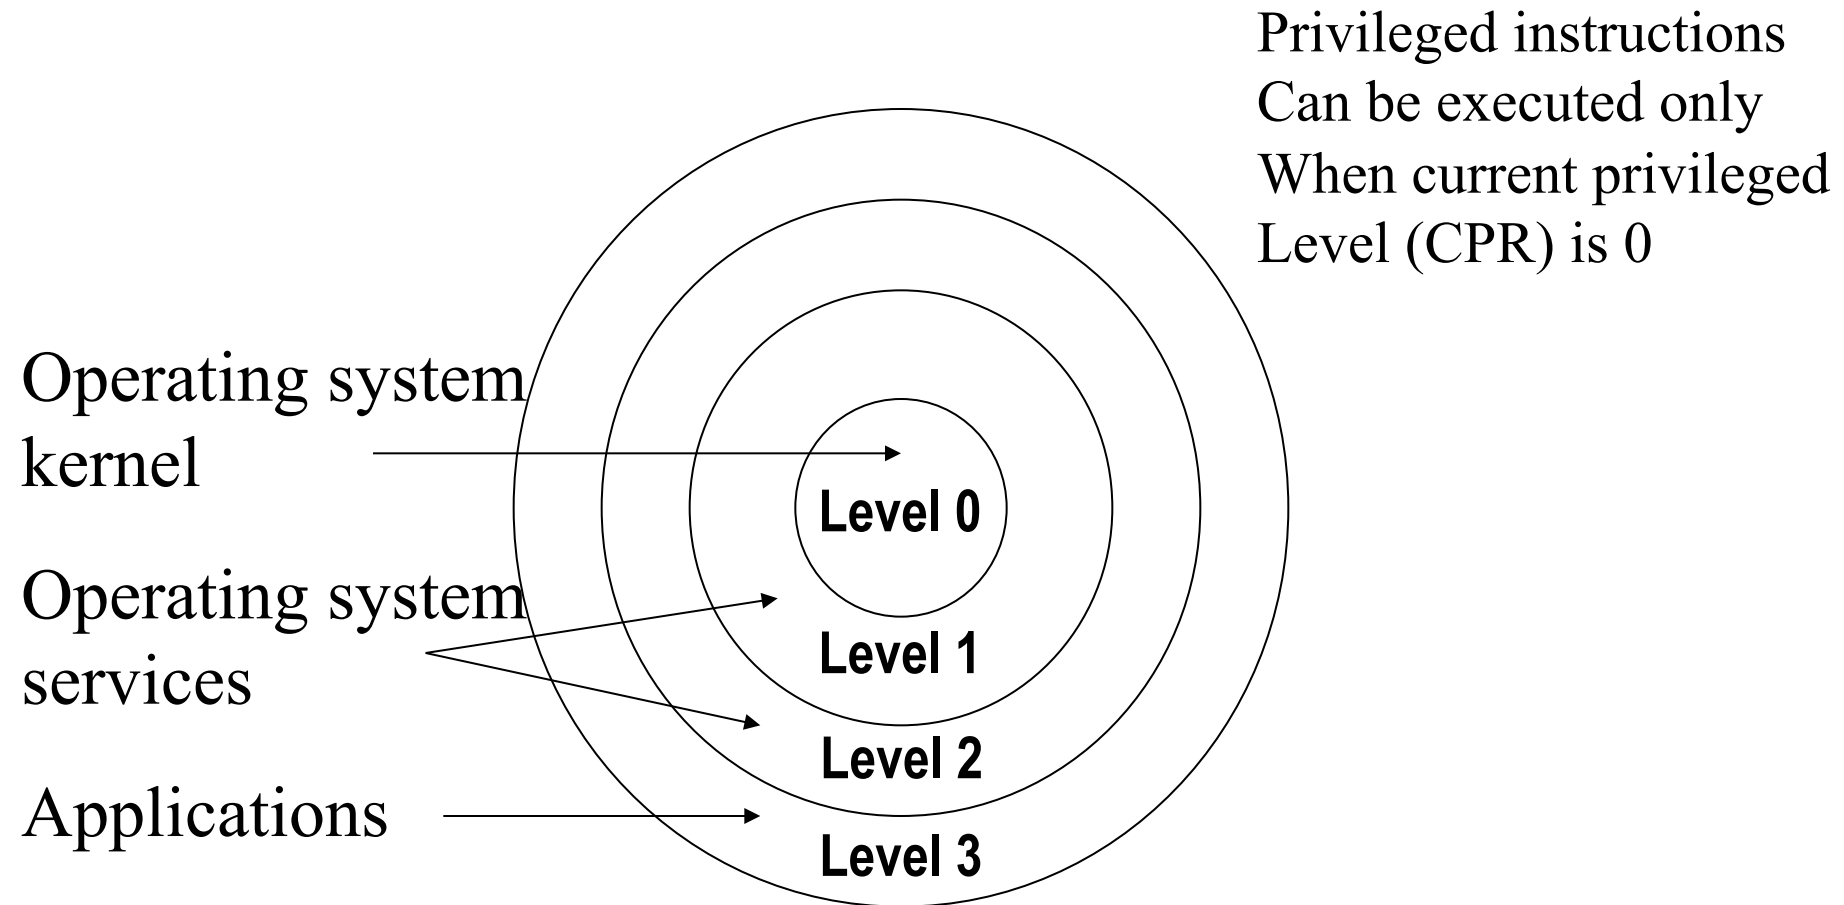 Privileged instructions
Can be executed only
When current privileged
Level (CPR) is 0
Operating system
kernel
Level 0
Operating system
services
Level 1
Level 2
Applications
Level 3